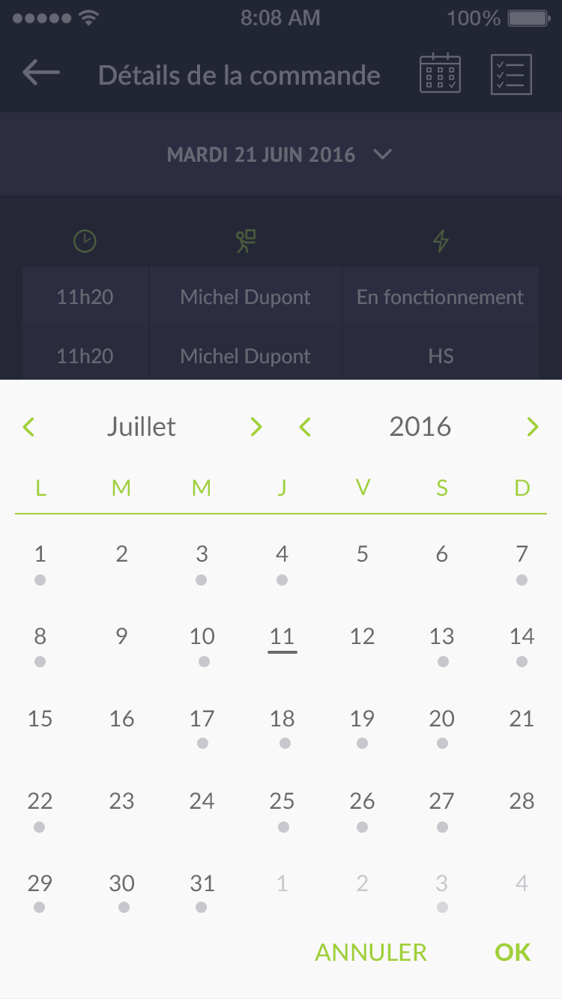 8:08 AM 100%
Détails de la commande
MARDI 21 JUIN 2016
11h20 Michel Dupont En fonctionnement
11h20 Michel Dupont HS
Juillet 2016
L M M J V S D
1 2 3 4 5 6 7
8 9 10 11 12 13 14
15 16 17 18 19 20 21
22 23 24 25 26 27 28
29 30 31 1 2 3 4
ANNULER OK